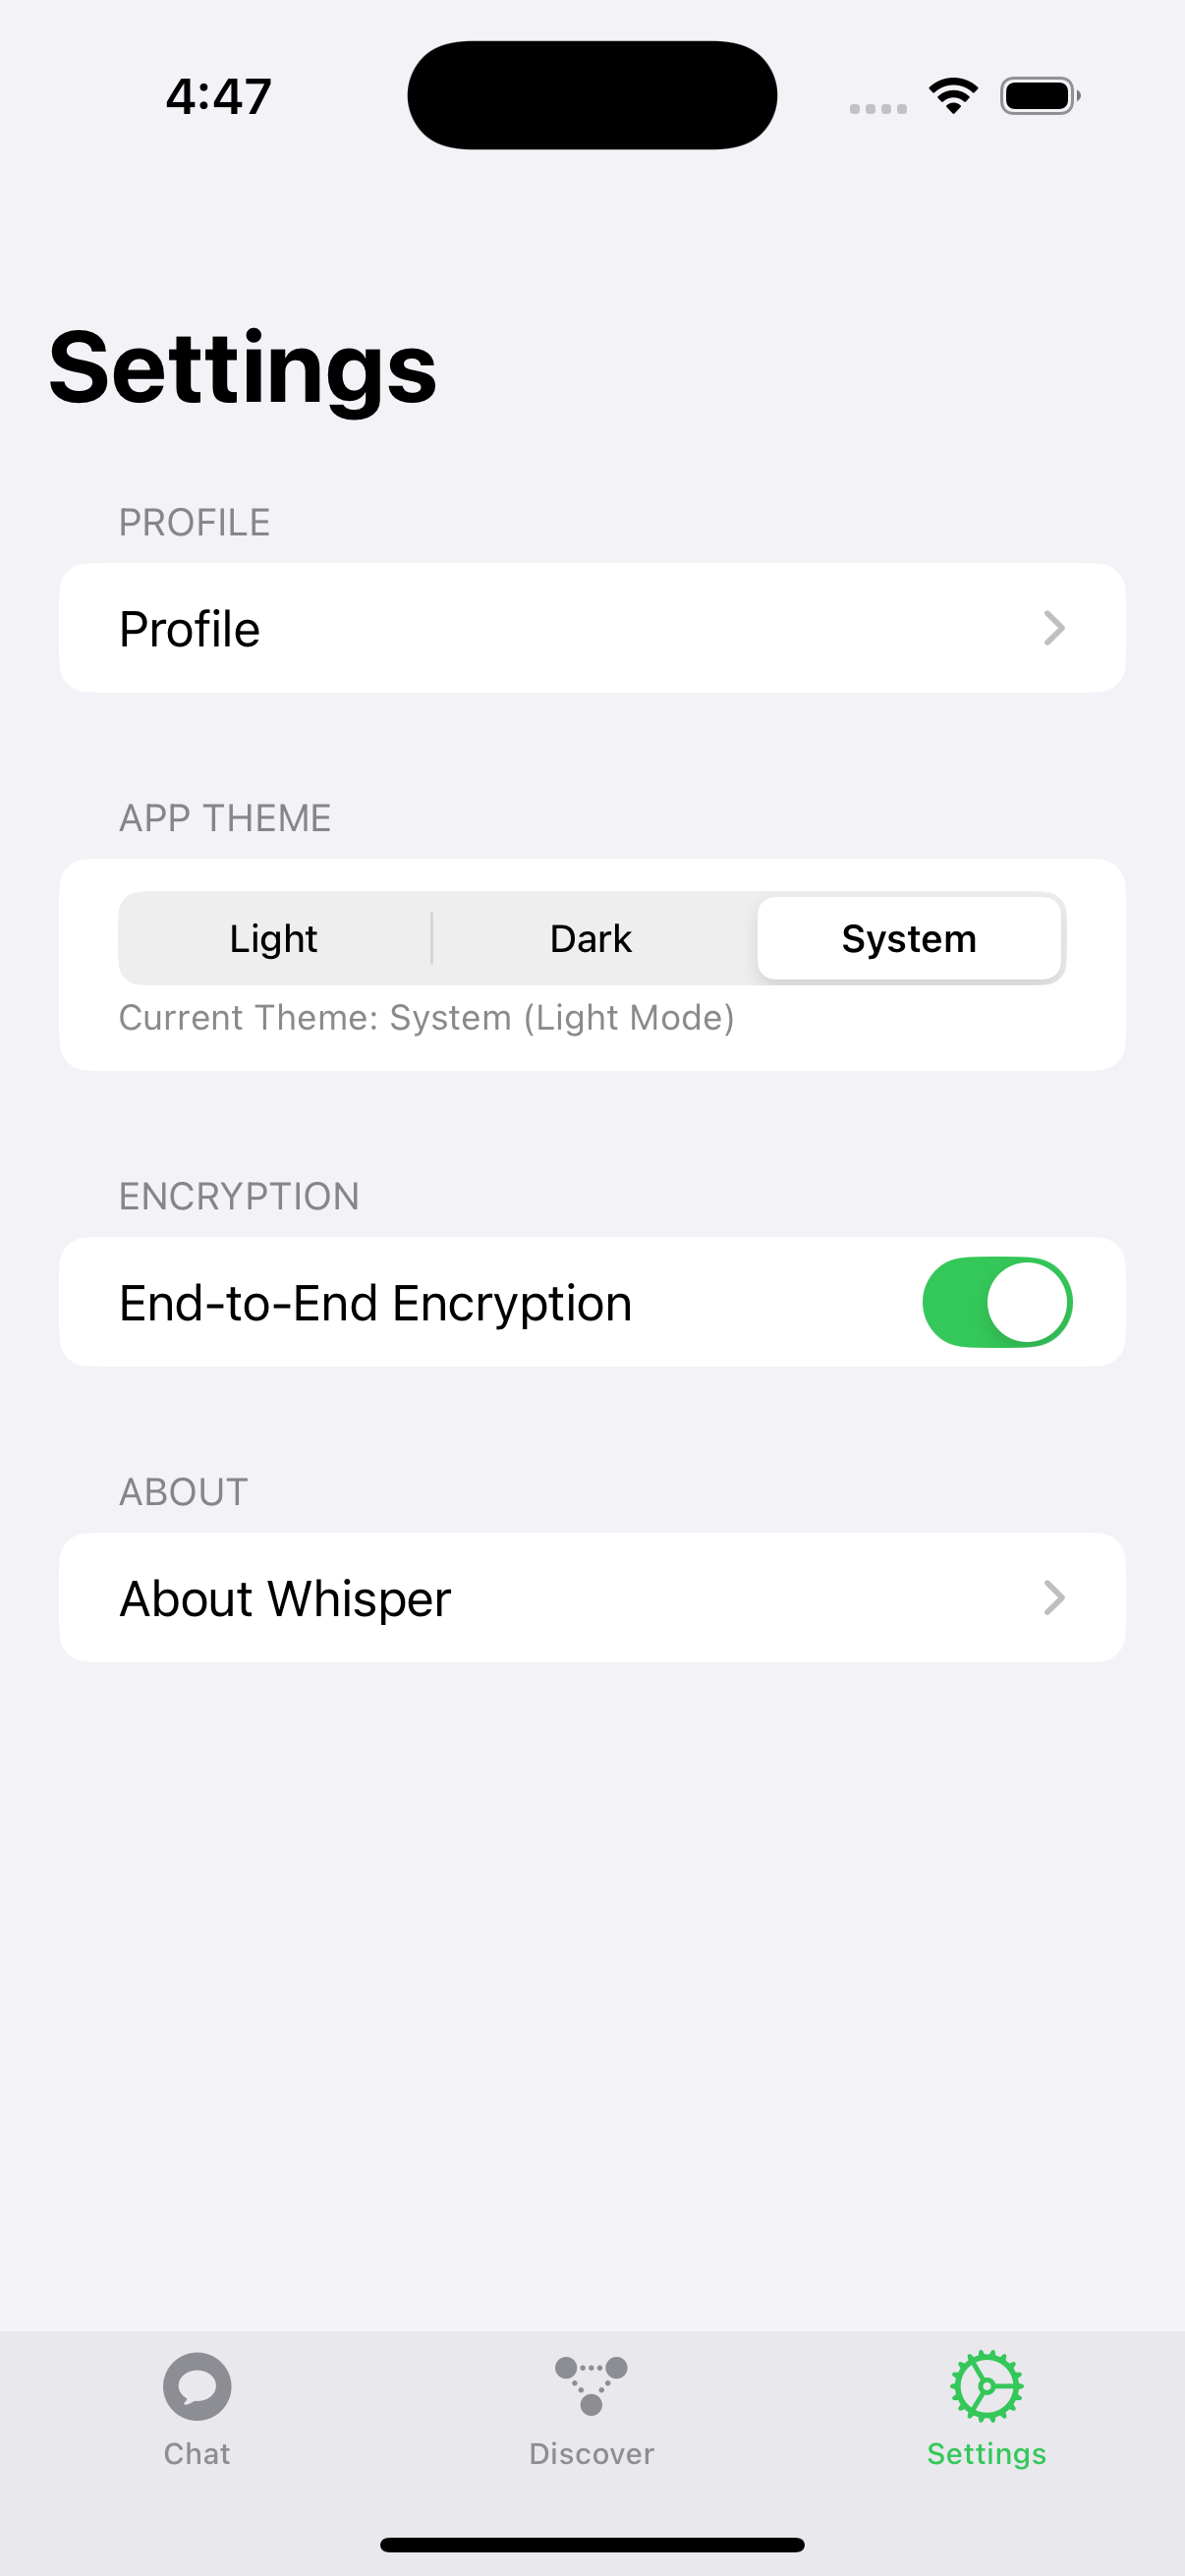 4:47
Settings
PROFILE
Profile
APP THEME
Light Dark System
Current Theme: System (Light Mode)
ENCRYPTION
End-to-End Encryption
ABOUT
About Whisper
Chat Discover Settings